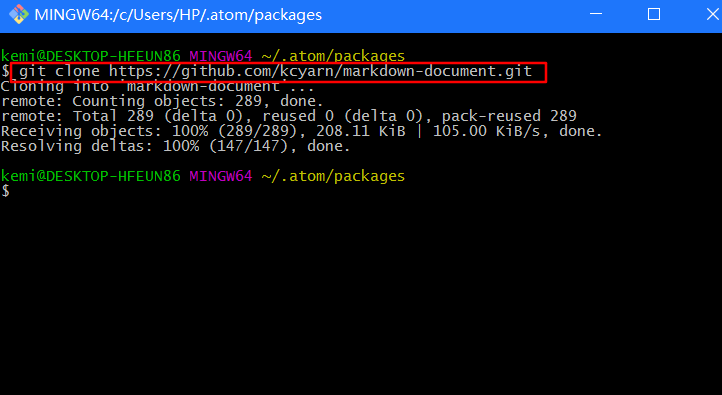 MINGW64:/c/Users/HP/.atom/packages
kemi@DESKTOP-HFEUN86 MINGW64 ~/.atom/packages
$ git clone https://github.com/kcyarn/markdown-document.git
Cloning into 'markdown-document'...
remote: Counting objects: 289, done.
remote: Total 289 (delta 0), reused 0 (delta 0), pack-reused 289
Receiving objects: 100% (289/289), 208.11 KiB | 105.00 KiB/s, done.
Resolving deltas: 100% (147/147), done.
kemi@DESKTOP-HFEUN86 MINGW64 ~/.atom/packages
$